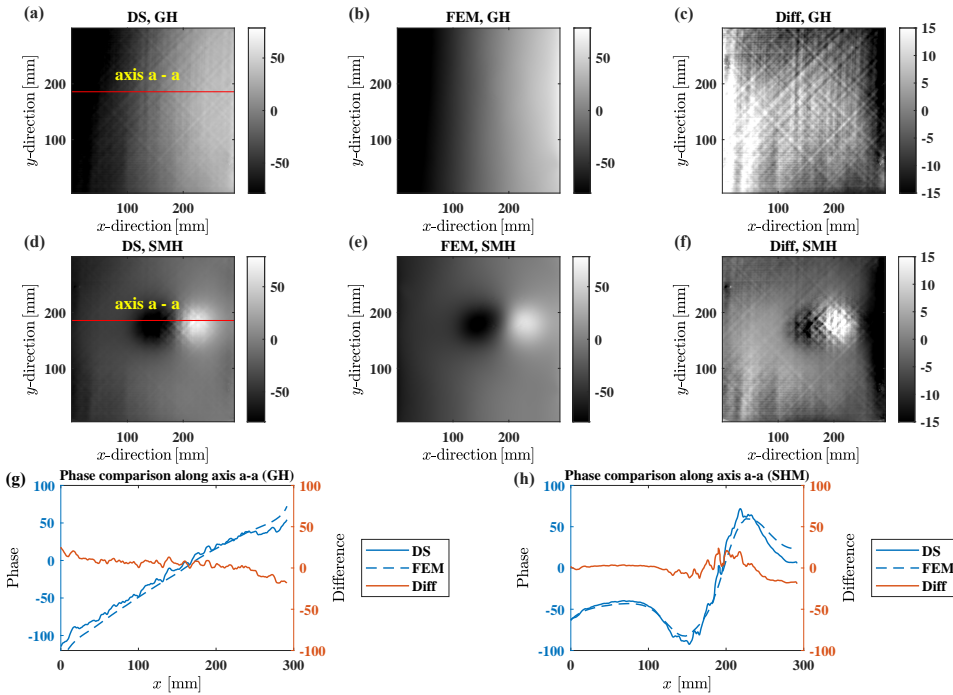 (a)
DS, GH
axis a - a
300
200
100
y-direction [mm]
100 200
x-direction [mm]
50
0
-50
(b)
FEM, GH
300
200
100
y-direction [mm]
100 200
x-direction [mm]
50
0
-50
(c)
Diff, GH
300
200
100
y-direction [mm]
100 200
x-direction [mm]
15
10
5
0
-5
-10
-15
(d)
DS, SMH
axis a - a
300
200
100
y-direction [mm]
100 200
x-direction [mm]
50
0
-50
(e)
FEM, SMH
300
200
100
y-direction [mm]
100 200
x-direction [mm]
50
0
-50
(f)
Diff, SMH
300
200
100
y-direction [mm]
100 200
x-direction [mm]
15
10
5
0
-5
-10
-15
(g)
Phase comparison along axis a-a (GH)
100
50
0
-50
-100
Phase
0 100 200 300
x [mm]
100
50
0
-50
-100
Difference
DS
FEM
Diff
(h)
Phase comparison along axis a-a (SHM)
100
50
0
-50
-100
Phase
0 100 200 300
x [mm]
100
50
0
-50
-100
Difference
DS
FEM
Diff